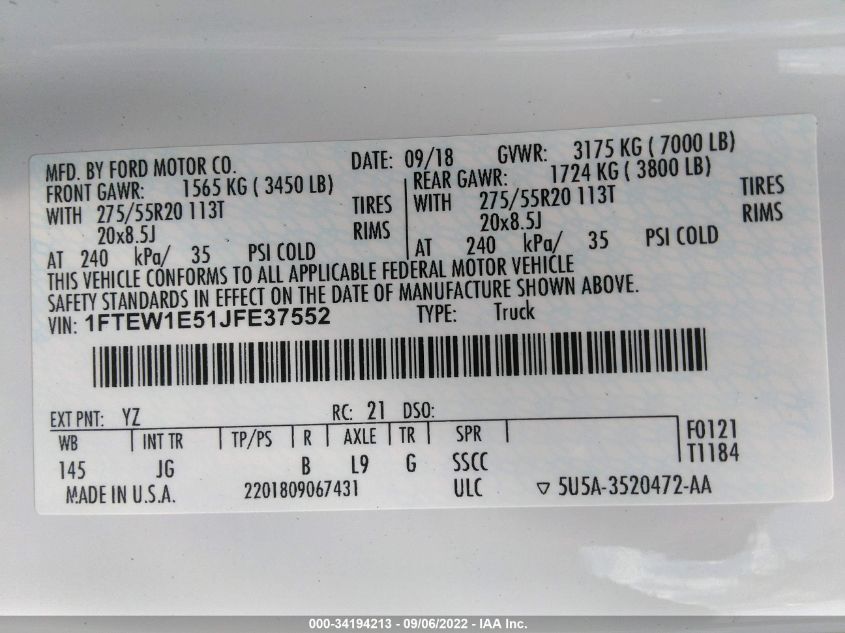 MFD. BY FORD MOTOR CO. DATE: 09/18 GVWR: 3175 KG ( 7000 LB)
FRONT GAWR: 1565 KG ( 3450 LB) REAR GAWR: 1724 KG ( 3800 LB)
WITH 275/55R20 113T TIRES WITH 275/55R20 113T TIRES
20x8.5J RIMS 20x8.5J RIMS
AT 240 kPa/ 35 PSI COLD AT 240 kPa/ 35 PSI COLD
THIS VEHICLE CONFORMS TO ALL APPLICABLE FEDERAL MOTOR VEHICLE
SAFETY STANDARDS IN EFFECT ON THE DATE OF MANUFACTURE SHOWN ABOVE.
VIN: 1FTEW1E51JFE37552 TYPE: Truck
EXT PNT: YZ RC: 21 DSO:
WB INT TR TP/PS R AXLE TR SPR F0121
145 JG B L9 G SSCC T1184
MADE IN U.S.A. 2201809067431 ULC ▽ 5U5A-3520472-AA
000-34194213 - 09/06/2022 - IAA Inc.